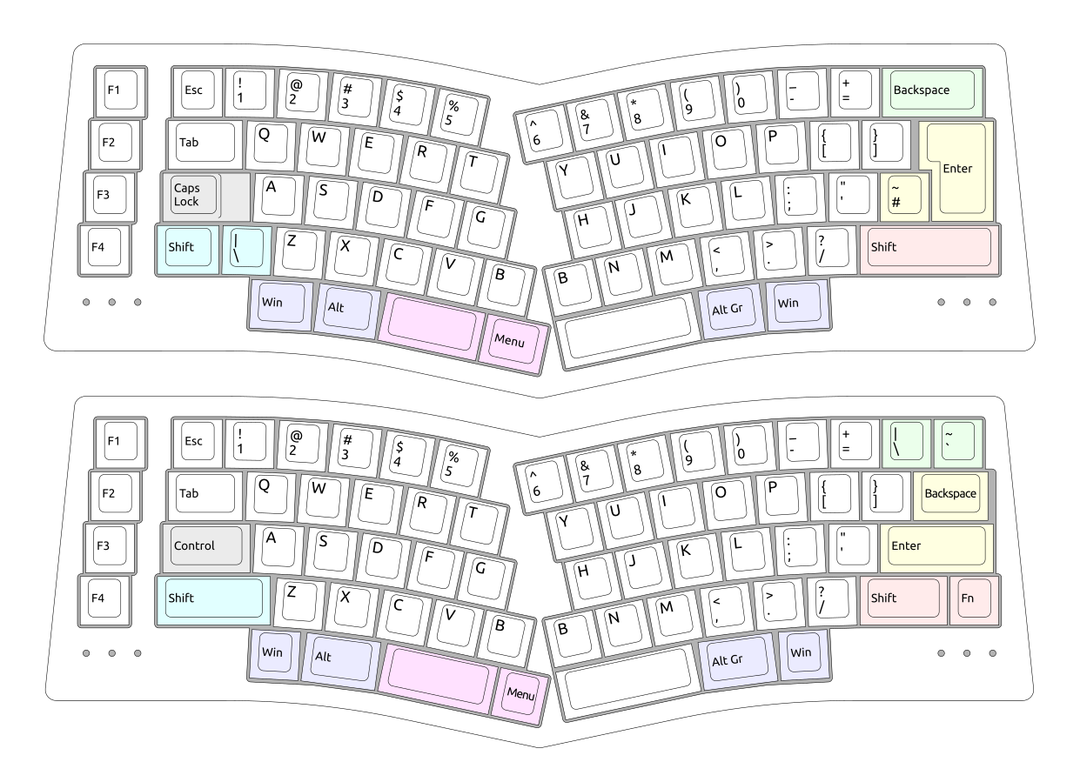 F1 Esc ! 1 @ 2 # 3 $ 4 % 5 ^ 6 & 7 * 8 ( 9 ) 0 _ - + = Backspace
F2 Tab Q W E R T Y U I O P { [ } ] Enter
F3 Caps Lock A S D F G H J K L : ; " ' ~ #
F4 Shift | \ Z X C V B B N M < , > . ? / Shift
Win Alt Menu Alt Gr Win
F1 Esc ! 1 @ 2 # 3 $ 4 % 5 ^ 6 & 7 * 8 ( 9 ) 0 _ - + = | \ ~ `
F2 Tab Q W E R T Y U I O P { [ } ] Backspace
F3 Control A S D F G H J K L : ; " ' Enter
F4 Shift Z X C V B B N M < , > . ? / Shift Fn
Win Alt Menu Alt Gr Win